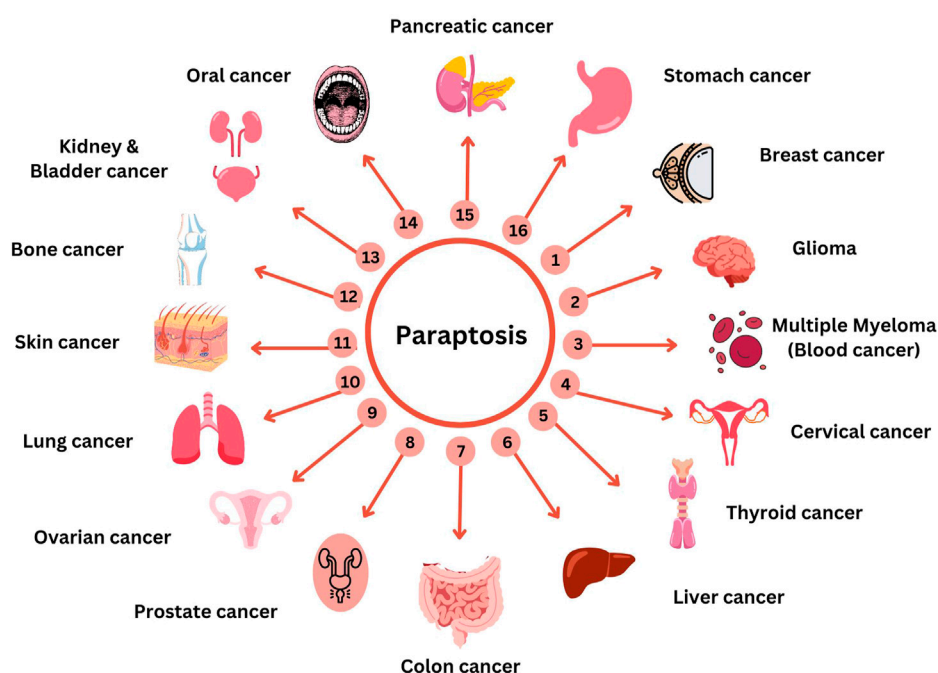 Pancreatic cancer
Oral cancer
Stomach cancer
Kidney &
Bladder cancer
Breast cancer
Bone cancer
Glioma
Skin cancer
Multiple Myeloma
(Blood cancer)
Lung cancer
Cervical cancer
Ovarian cancer
Thyroid cancer
Prostate cancer
Liver cancer
Colon cancer
Paraptosis
1
2
3
4
5
6
7
8
9
10
11
12
13
14
15
16